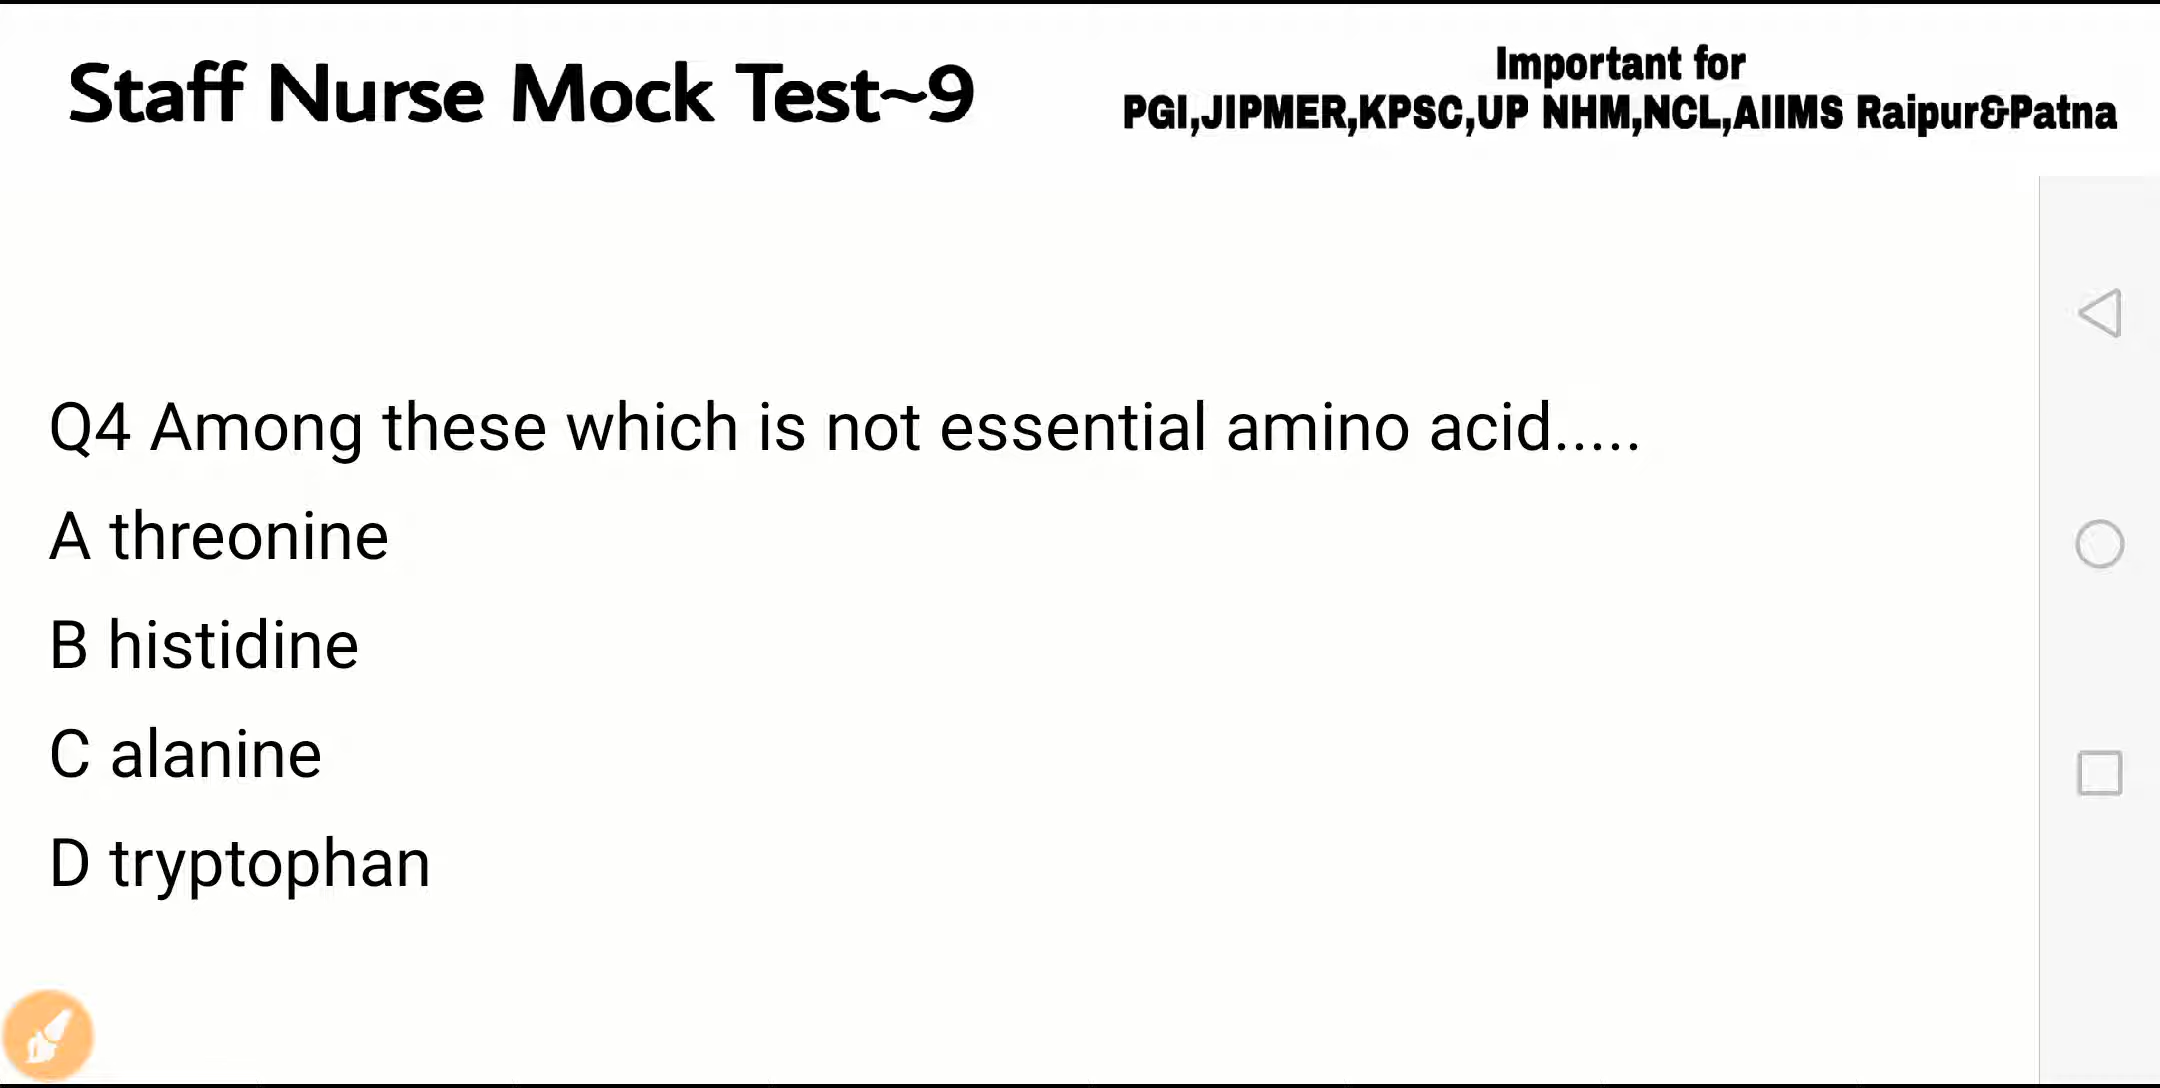 Staff Nurse Mock Test~9
Important for
PGI,JIPMER,KPSC,UP NHM,NCL,AIIMS Raipur&Patna
Q4 Among these which is not essential amino acid.....
A threonine
B histidine
C alanine
D tryptophan